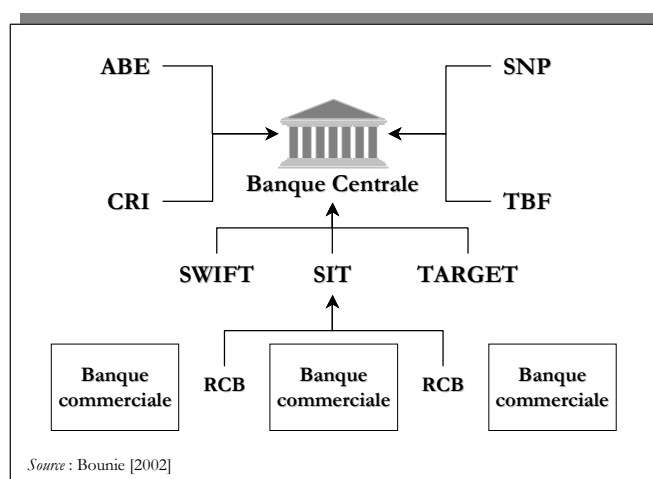 ABE
SNP
Banque Centrale
CRI
TBF
SWIFT
SIT
TARGET
Banque
commerciale
RCB
Banque
commerciale
RCB
Banque
commerciale
Source : Bounie [2002]